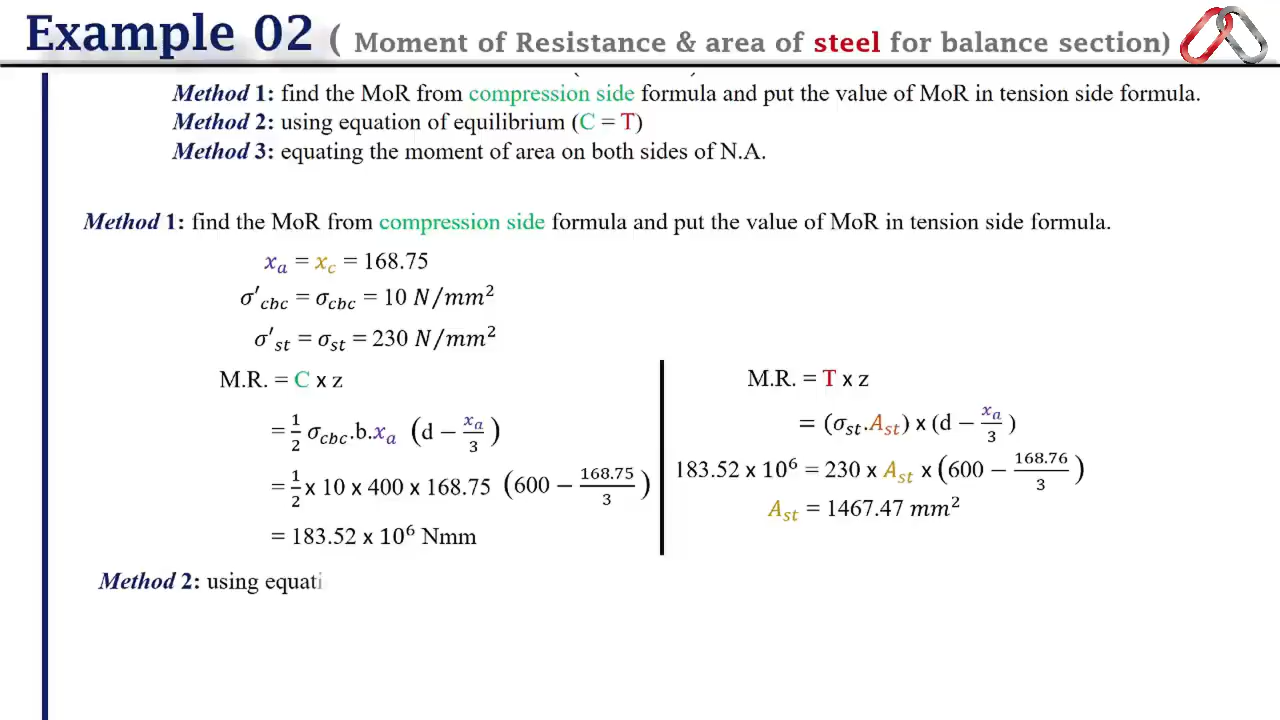 Example 02 ( Moment of Resistance & area of steel for balance section)
Method 1: find the MoR from compression side formula and put the value of MoR in tension side formula.
Method 2: using equation of equilibrium (C = T)
Method 3: equating the moment of area on both sides of N.A.
Method 1: find the MoR from compression side formula and put the value of MoR in tension side formula.
xₐ = x_c = 168.75
σ'_cbc = σ_cbc = 10 N/mm²
σ'_st = σ_st = 230 N/mm²
M.R. = C x z
= 1/2 σ_cbc.b.xₐ (d − xₐ/3)
= 1/2 x 10 x 400 x 168.75 (600 − 168.75/3)
= 183.52 x 10⁶ Nmm
M.R. = T x z
= (σ_st.A_st) x (d − xₐ/3)
183.52 x 10⁶ = 230 x A_st x (600 − 168.76/3)
A_st = 1467.47 mm²
Method 2: using equati